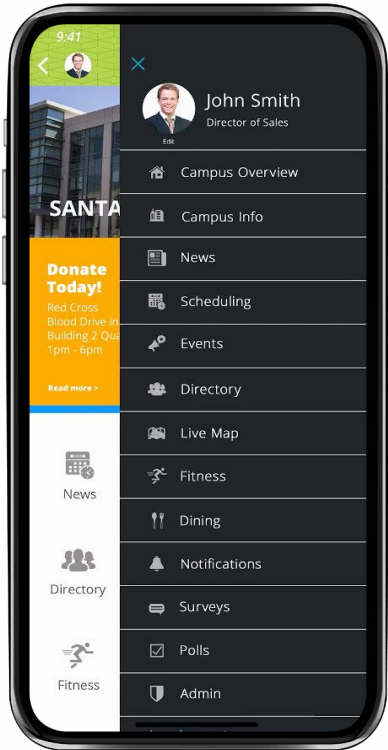 9:41
SANTA
Donate
Today!
Red Cross
Blood Drive in
Building 2 Qua
1pm - 6pm
Read more >
News
Directory
Fitness
John Smith
Director of Sales
Edit
Campus Overview
Campus Info
News
Scheduling
Events
Directory
Live Map
Fitness
Dining
Notifications
Surveys
Polls
Admin